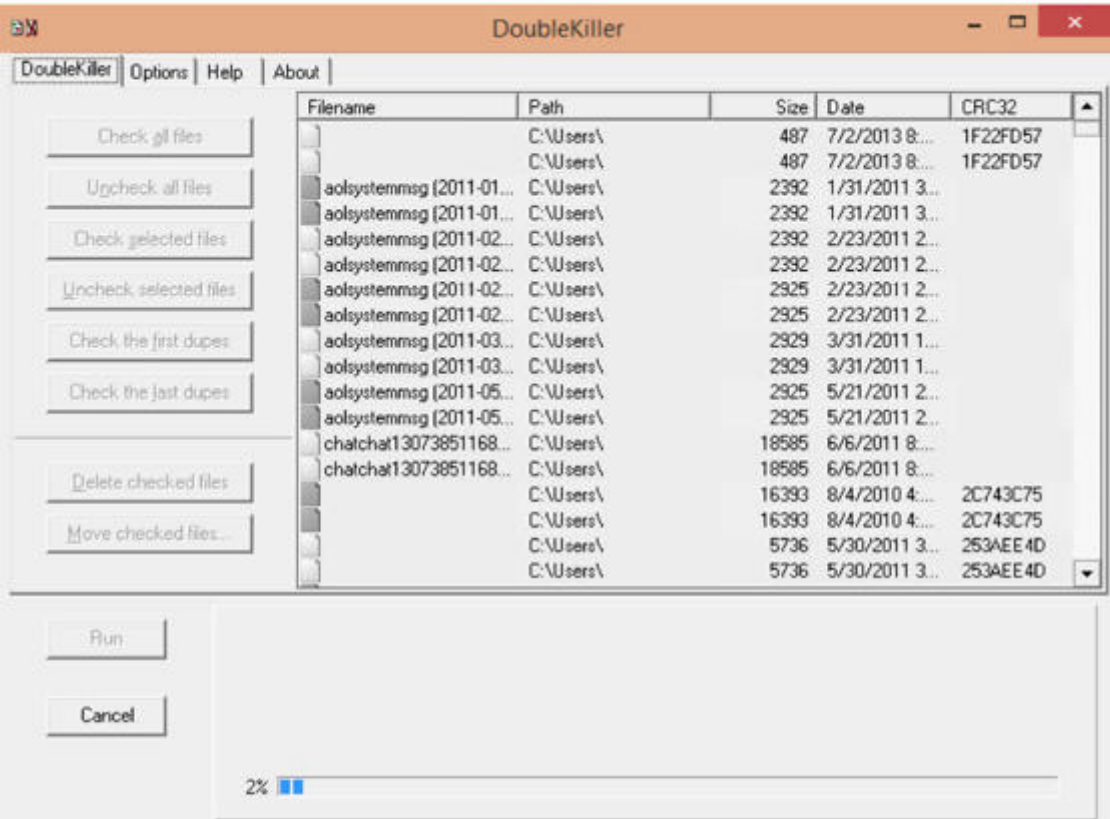 DoubleKiller
DoubleKiller Options Help About
Filename Path Size Date CRC32
Check all files
Uncheck all files
Check selected files
Uncheck selected files
Check the first dupes
Check the last dupes
Delete checked files
Move checked files...
C:\Users\ 487 7/2/2013 8:... 1F22FD57
C:\Users\ 487 7/2/2013 8:... 1F22FD57
aolsystemmsg (2011-01... C:\Users\ 2392 1/31/2011 3...
aolsystemmsg (2011-01... C:\Users\ 2392 1/31/2011 3...
aolsystemmsg (2011-02... C:\Users\ 2392 2/23/2011 2...
aolsystemmsg (2011-02... C:\Users\ 2392 2/23/2011 2...
aolsystemmsg (2011-02... C:\Users\ 2925 2/23/2011 2...
aolsystemmsg (2011-02... C:\Users\ 2925 2/23/2011 2...
aolsystemmsg (2011-03... C:\Users\ 2929 3/31/2011 1...
aolsystemmsg (2011-03... C:\Users\ 2929 3/31/2011 1...
aolsystemmsg (2011-05... C:\Users\ 2925 5/21/2011 2...
aolsystemmsg (2011-05... C:\Users\ 2925 5/21/2011 2...
chatchat13073851168... C:\Users\ 18585 6/6/2011 8:...
chatchat13073851168... C:\Users\ 18585 6/6/2011 8:...
C:\Users\ 16393 8/4/2010 4:... 2C743C75
C:\Users\ 16393 8/4/2010 4:... 2C743C75
C:\Users\ 5736 5/30/2011 3... 253AEE4D
C:\Users\ 5736 5/30/2011 3... 253AEE4D
Run
Cancel
2%